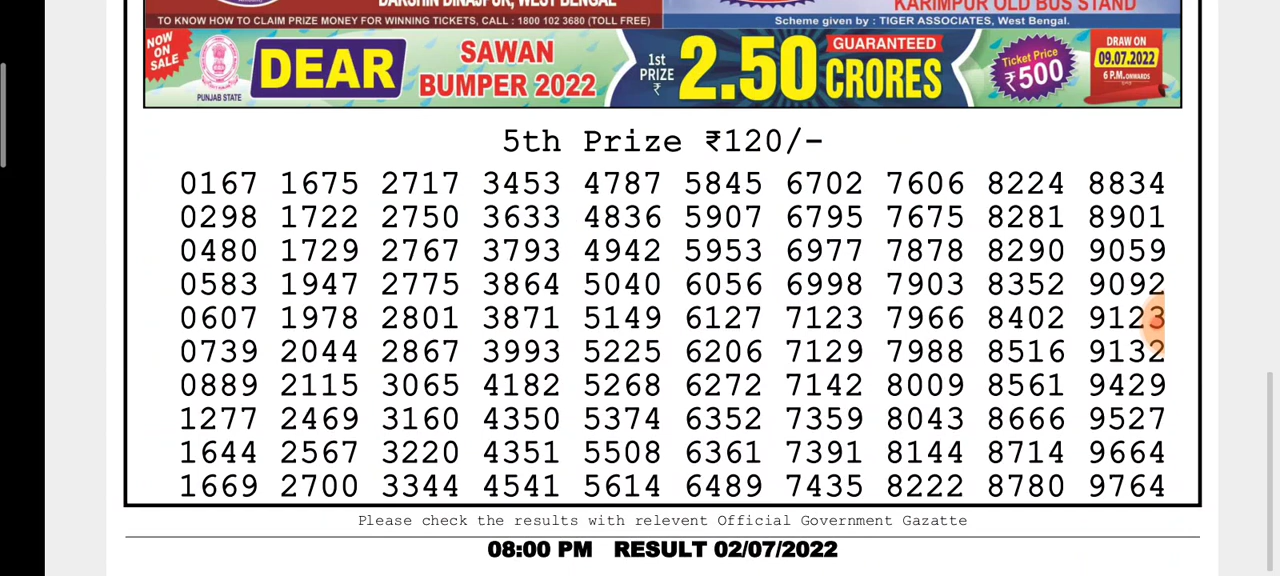 DAKSHIN DINAJPUR, WEST BENGAL
KARIMPUR OLD BUS STAND
TO KNOW HOW TO CLAIM PRIZE MONEY FOR WINNING TICKETS, CALL : 1800 102 3680 (TOLL FREE)
Scheme given by : TIGER ASSOCIATES, West Bengal.
NOW ON SALE
PUNJAB STATE
DEAR
SAWAN
BUMPER 2022
1st
PRIZE
₹
2.50
GUARANTEED
CRORES
Ticket Price
₹500
DRAW ON
09.07.2022
6 P.M.ONWARDS
5th Prize ₹120/-
0167 1675 2717 3453 4787 5845 6702 7606 8224 8834
0298 1722 2750 3633 4836 5907 6795 7675 8281 8901
0480 1729 2767 3793 4942 5953 6977 7878 8290 9059
0583 1947 2775 3864 5040 6056 6998 7903 8352 9092
0607 1978 2801 3871 5149 6127 7123 7966 8402 9123
0739 2044 2867 3993 5225 6206 7129 7988 8516 9132
0889 2115 3065 4182 5268 6272 7142 8009 8561 9429
1277 2469 3160 4350 5374 6352 7359 8043 8666 9527
1644 2567 3220 4351 5508 6361 7391 8144 8714 9664
1669 2700 3344 4541 5614 6489 7435 8222 8780 9764
Please check the results with relevent Official Government Gazatte
08:00 PM RESULT 02/07/2022